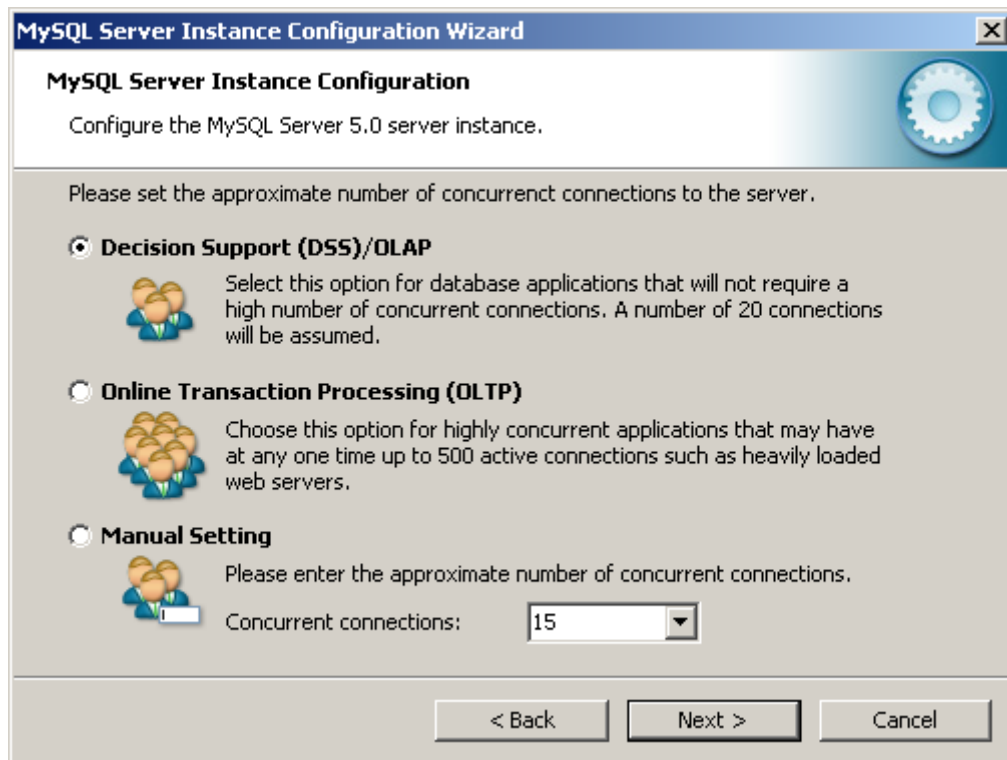 MySQL Server Instance Configuration Wizard
MySQL Server Instance Configuration
Configure the MySQL Server 5.0 server instance.
Please set the approximate number of concurrenct connections to the server.
Decision Support (DSS)/OLAP
Select this option for database applications that will not require a
high number of concurrent connections. A number of 20 connections
will be assumed.
Online Transaction Processing (OLTP)
Choose this option for highly concurrent applications that may have
at any one time up to 500 active connections such as heavily loaded
web servers.
Manual Setting
Please enter the approximate number of concurrent connections.
Concurrent connections: 15
< Back Next > Cancel